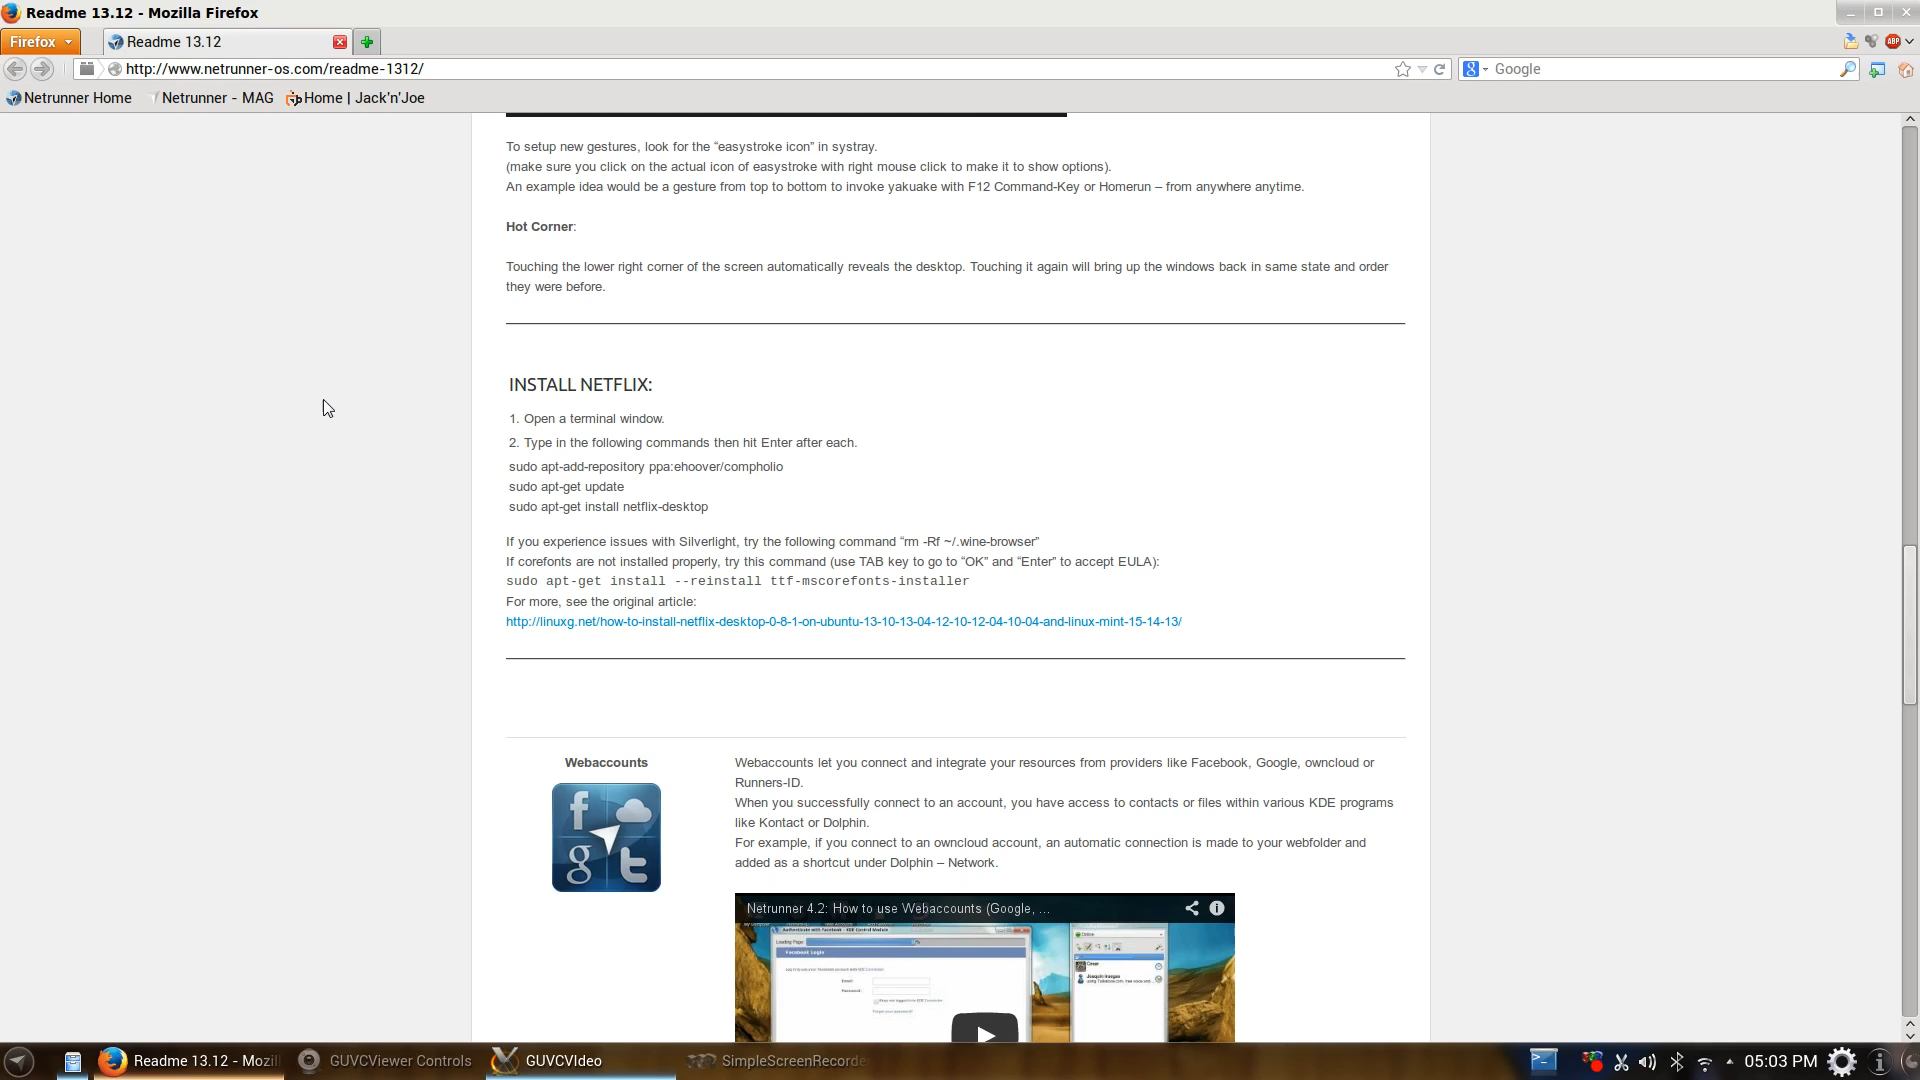 Readme 13.12 - Mozilla Firefox
Firefox
Readme 13.12
ABP
http://www.netrunner-os.com/readme-1312/
Google
Netrunner Home
Netrunner - MAG
Home | Jack'n'Joe
To setup new gestures, look for the “easystroke icon” in systray.
(make sure you click on the actual icon of easystroke with right mouse click to make it to show options).
An example idea would be a gesture from top to bottom to invoke yakuake with F12 Command-Key or Homerun – from anywhere anytime.
Hot Corner:
Touching the lower right corner of the screen automatically reveals the desktop. Touching it again will bring up the windows back in same state and order
they were before.
INSTALL NETFLIX:
1. Open a terminal window.
2. Type in the following commands then hit Enter after each.
sudo apt-add-repository ppa:ehoover/compholio
sudo apt-get update
sudo apt-get install netflix-desktop
If you experience issues with Silverlight, try the following command “rm -Rf ~/.wine-browser”
If corefonts are not installed properly, try this command (use TAB key to go to “OK” and “Enter” to accept EULA):
sudo apt-get install --reinstall ttf-mscorefonts-installer
For more, see the original article:
http://linuxg.net/how-to-install-netflix-desktop-0-8-1-on-ubuntu-13-10-13-04-12-10-12-04-10-04-and-linux-mint-15-14-13/
Webaccounts
Webaccounts let you connect and integrate your resources from providers like Facebook, Google, owncloud or
Runners-ID.
When you successfully connect to an account, you have access to contacts or files within various KDE programs
like Kontact or Dolphin.
For example, if you connect to an owncloud account, an automatic connection is made to your webfolder and
added as a shortcut under Dolphin – Network.
Netrunner 4.2: How to use Webaccounts (Google, ...
Authenticate with Facebook - KDE Control Module
Loading Page
Facebook Login
Email:
Password:
Online
Readme 13.12 - Mozil
GUVCViewer Controls
GUVCVIdeo
SimpleScreenRecorde
05:03 PM